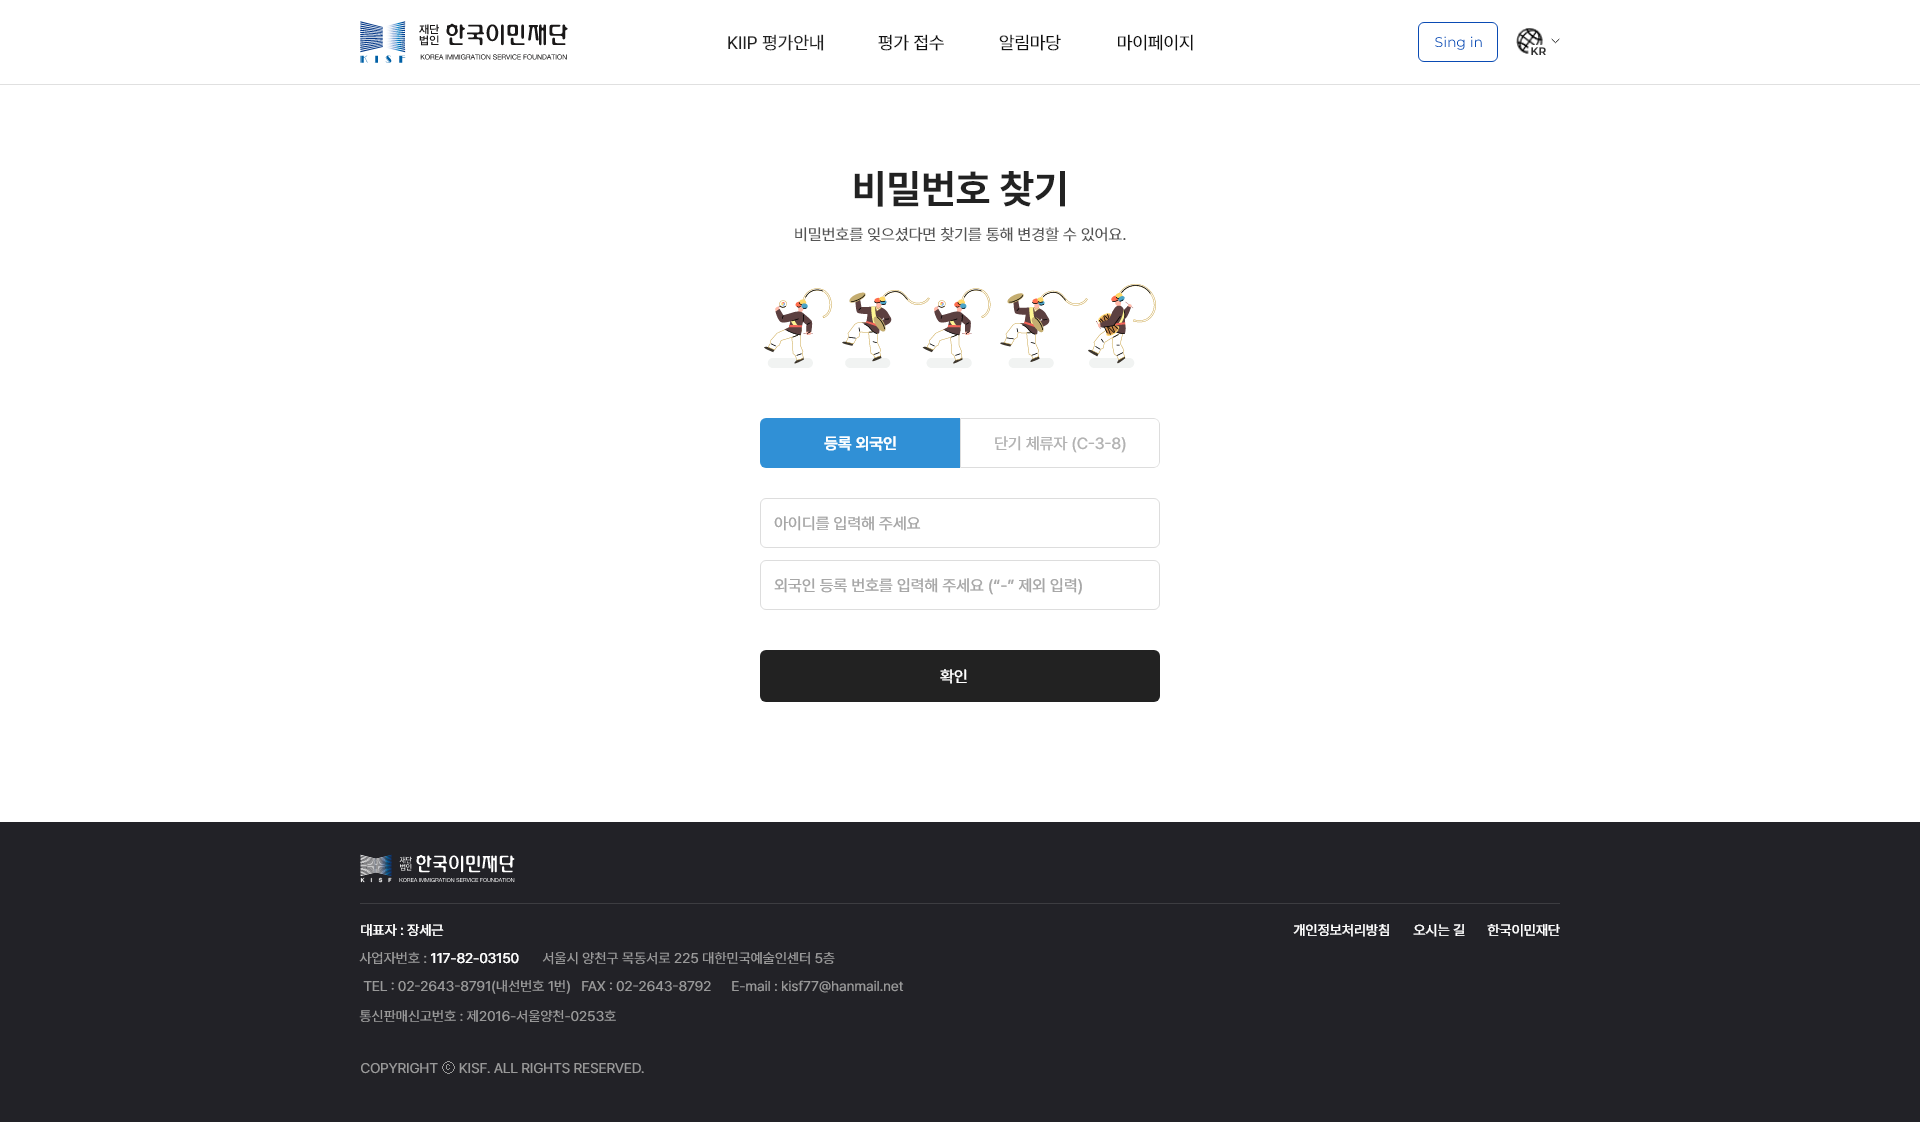 재단
법인 한국이민재단
KOREA IMMIGRATION SERVICE FOUNDATION
KISF
KIIP 평가안내
평가 접수
알림마당
마이페이지
Sing in
KR
비밀번호 찾기
비밀번호를 잊으셨다면 찾기를 통해 변경할 수 있어요.
등록 외국인
단기 체류자 (C-3-8)
아이디를 입력해 주세요
외국인 등록 번호를 입력해 주세요 (“-” 제외 입력)
확인
재단
법인 한국이민재단
KISF
KOREA IMMIGRATION SERVICE FOUNDATION
대표자 : 장세근
개인정보처리방침 오시는 길 한국이민재단
사업자번호 : 117-82-03150 서울시 양천구 목동서로 225 대한민국예술인센터 5층
TEL : 02-2643-8791(내선번호 1번) FAX : 02-2643-8792 E-mail : kisf77@hanmail.net
통신판매신고번호 : 제2016-서울양천-0253호
COPYRIGHT ⓒ KISF. ALL RIGHTS RESERVED.